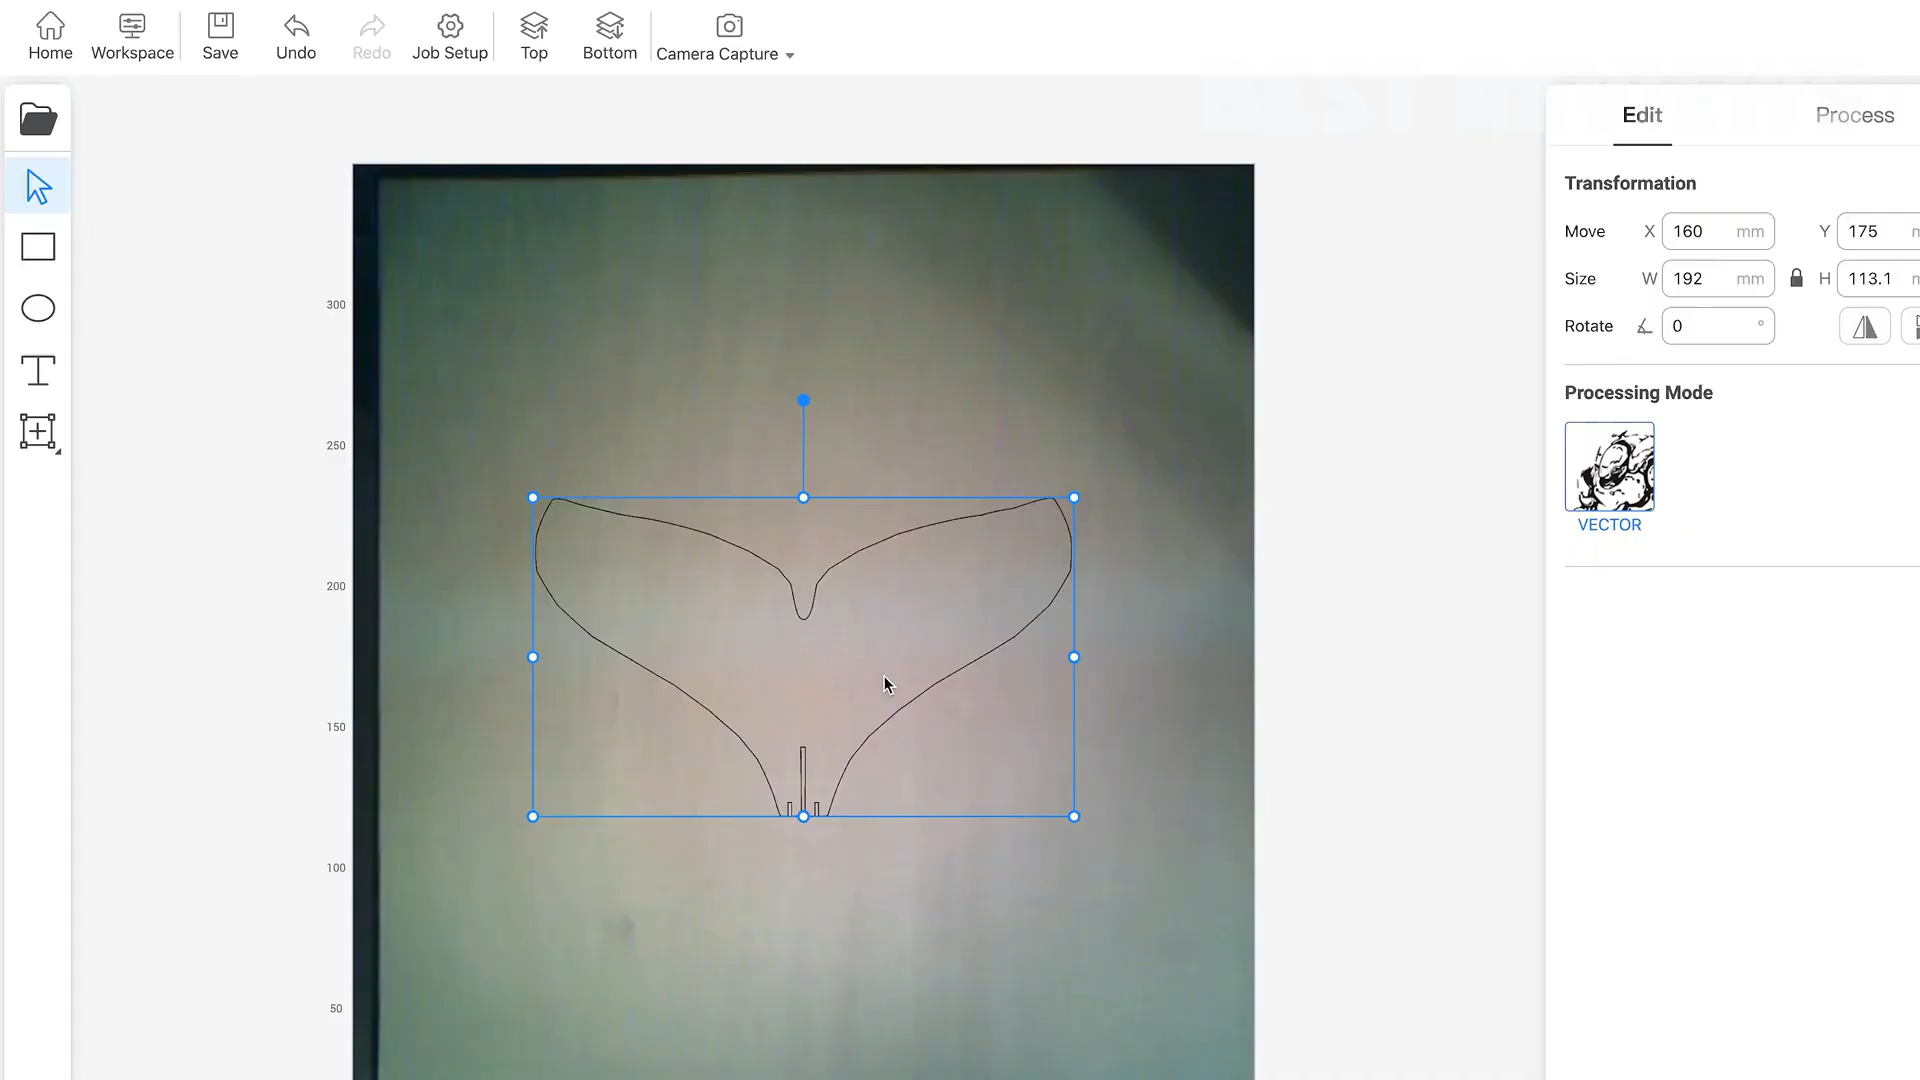 Home Workspace Save Undo Redo Job Setup Top Bottom Camera Capture
Edit Process
Transformation
Move X 160 mm Y 175
Size W 192 mm H 113.1
Rotate 0 °
Processing Mode
VECTOR
300
250
200
150
100
50